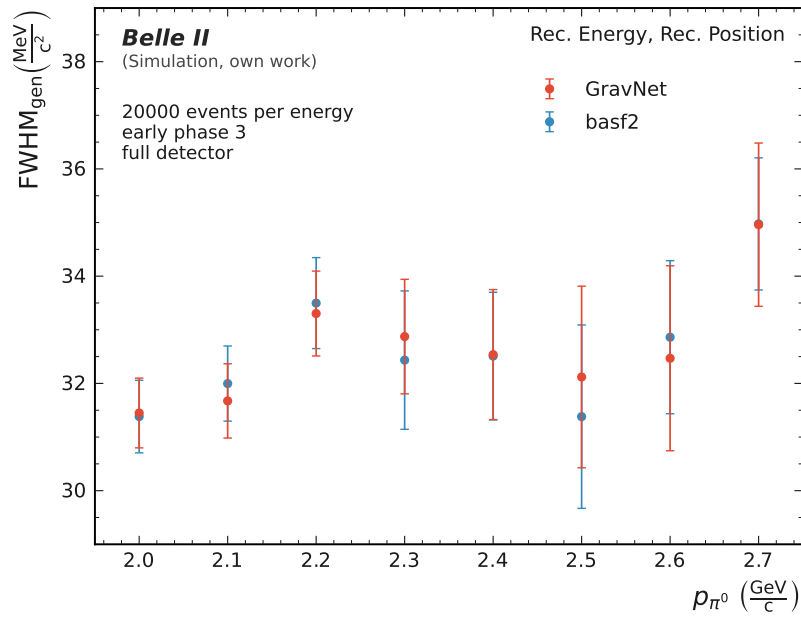 Belle II
(Simulation, own work)
20000 events per energy
early phase 3
full detector
Rec. Energy, Rec. Position
GravNet
basf2
FWHM_gen(MeV/c²)
38
36
34
32
30
2.0 2.1 2.2 2.3 2.4 2.5 2.6 2.7
p_π⁰ (GeV/c)